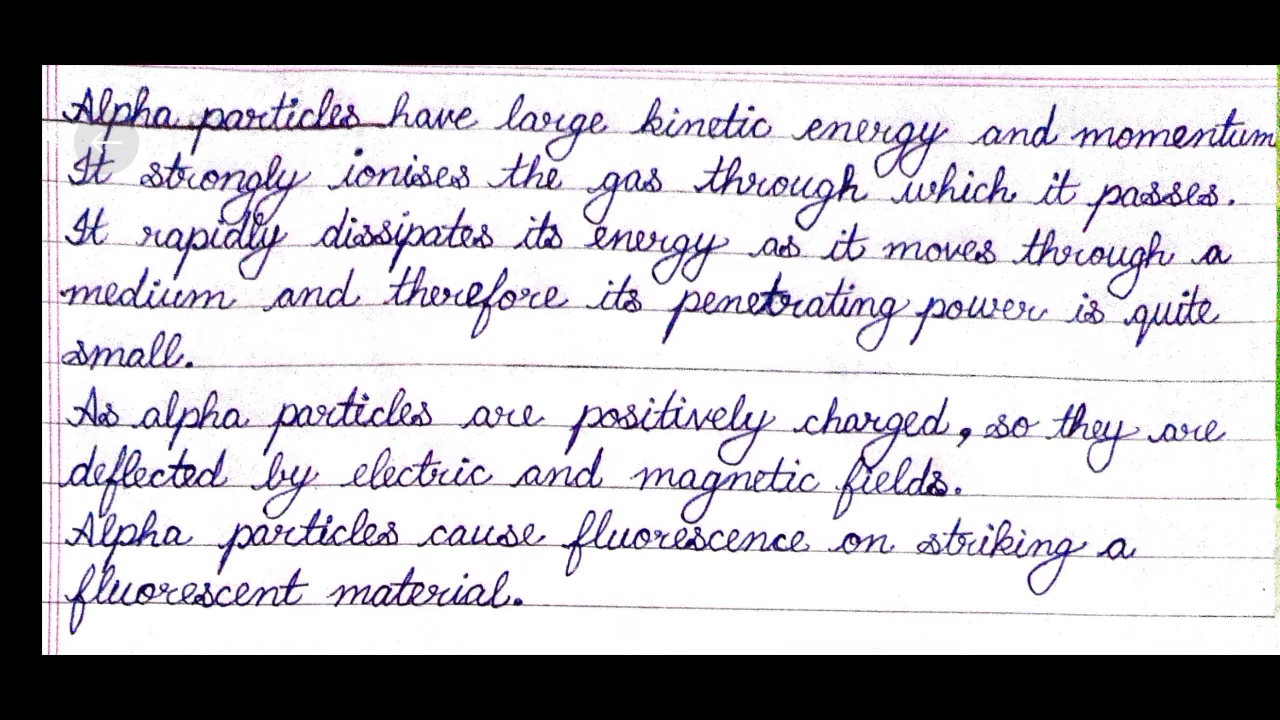 Alpha particles have large kinetic energy and momentum
It strongly ionises the gas through which it passes.
It rapidly dissipates its energy as it moves through a
medium and therefore its penetrating power is quite
small.
As alpha particles are positively charged, so they are
deflected by electric and magnetic fields.
Alpha particles cause fluorescence on striking a
fluorescent material.